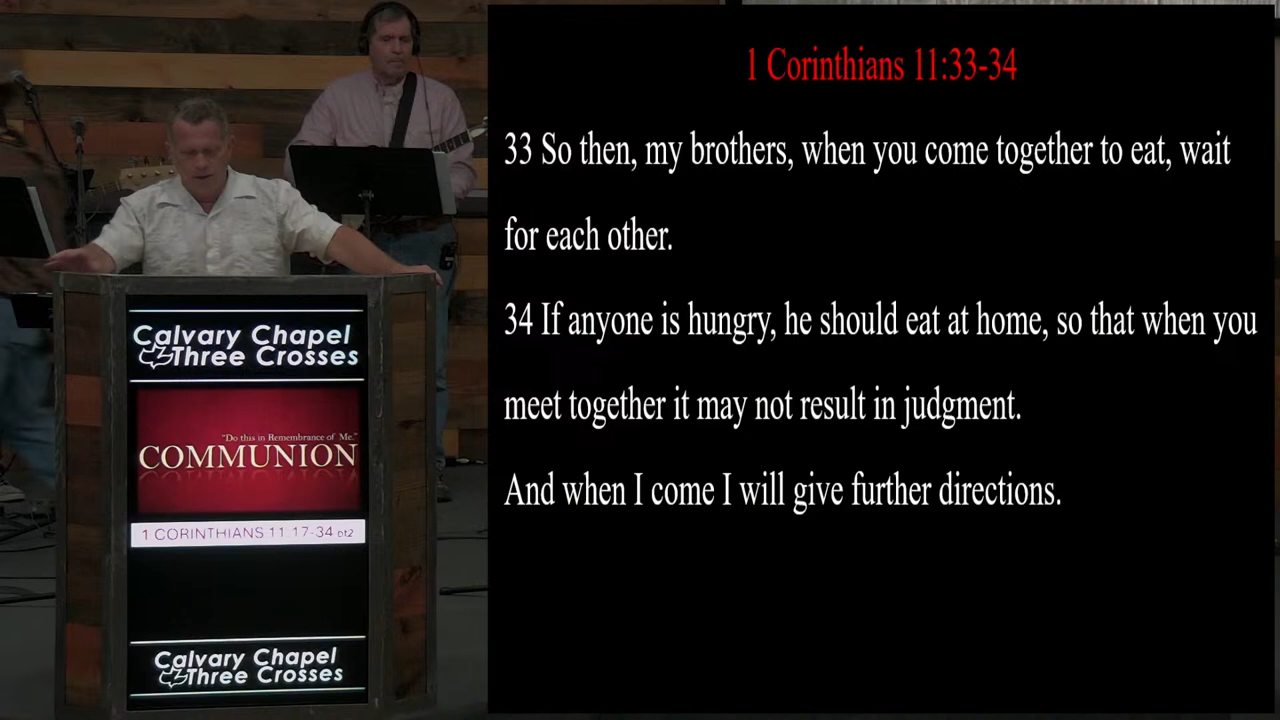 1 Corinthians 11:33-34
33 So then, my brothers, when you come together to eat, wait
for each other.
34 If anyone is hungry, he should eat at home, so that when you
meet together it may not result in judgment.
And when I come I will give further directions.
Calvary Chapel
Three Crosses
"Do this in Remembrance of Me."
COMMUNION
1 CORINTHIANS 11:17-34 pt2
Calvary Chapel
Three Crosses